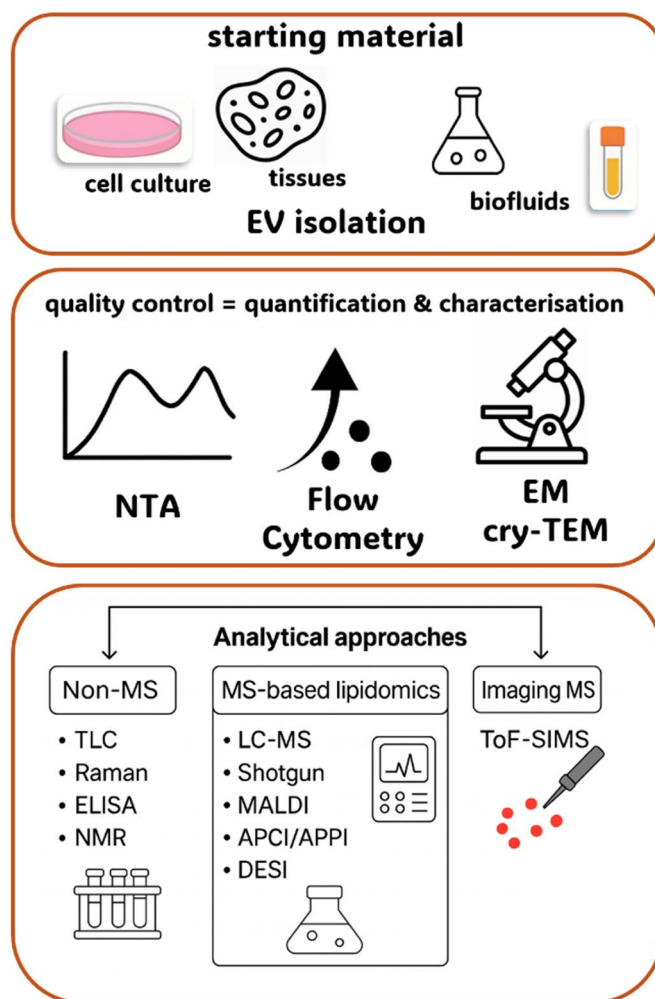 starting material
cell culture
tissues
biofluids
EV isolation
quality control = quantification & characterisation
NTA
Flow
Cytometry
EM
cry-TEM
Analytical approaches
Non-MS
• TLC
• Raman
• ELISA
• NMR
MS-based lipidomics
• LC-MS
• Shotgun
• MALDI
• APCI/APPI
• DESI
Imaging MS
ToF-SIMS